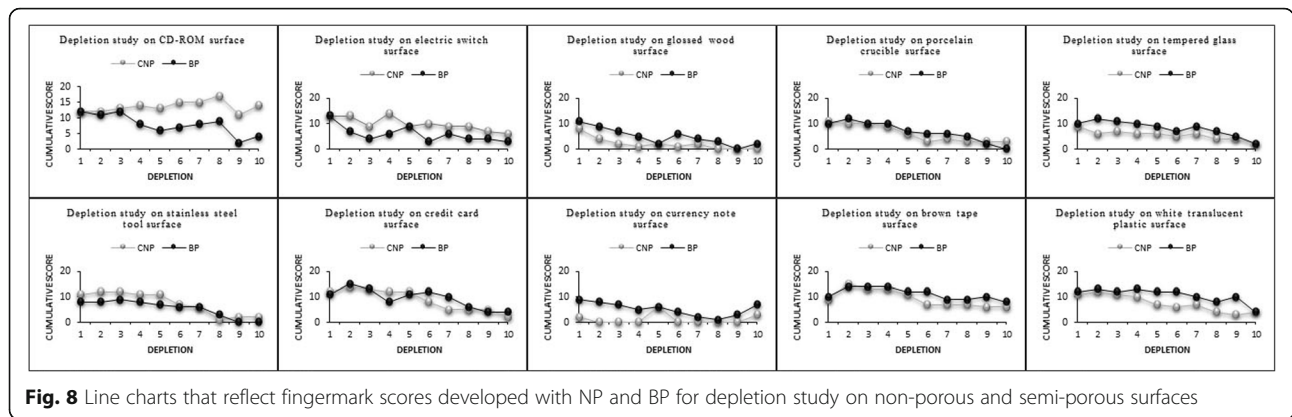 Depletion study on CD-ROM surface
CNP BP
CUMULATIVE SCORE
20
15
10
5
0
1 2 3 4 5 6 7 8 9 10
DEPLETION
Depletion study on electric switch
surface
CNP BP
CUMULATIVE SCORE
20
10
0
1 2 3 4 5 6 7 8 9 10
DEPLETION
Depletion study on glossed wood
surface
CNP BP
CUMULATIVE SCORE
20
10
0
1 2 3 4 5 6 7 8 9 10
DEPLETION
Depletion study on porcelain
crucible surface
CNP BP
CUMULATIVE SCORE
20
10
0
1 2 3 4 5 6 7 8 9 10
DEPLETION
Depletion study on tempered glass
surface
CNP BP
CUMULATIVE SCORE
20
10
0
1 2 3 4 5 6 7 8 9 10
DEPLETION
Depletion study on stainless steel
tool surface
CNP BP
CUMULATIVE SCORE
20
10
0
1 2 3 4 5 6 7 8 9 10
DEPLETION
Depletion study on credit card
surface
CNP BP
CUMULATIVE SCORE
20
10
0
1 2 3 4 5 6 7 8 9 10
DEPLETION
Depletion study on currency note
surface
CNP BP
CUMULATIVE SCORE
20
10
0
1 2 3 4 5 6 7 8 9 10
DEPLETION
Depletion study on brown tape
surface
CNP BP
CUMULATIVE SCORE
20
10
0
1 2 3 4 5 6 7 8 9 10
DEPLETION
Depletion study on white translucent
plastic surface
CNP BP
CUMULATIVE SCORE
20
10
0
1 2 3 4 5 6 7 8 9 10
DEPLETION
Fig. 8 Line charts that reflect fingermark scores developed with NP and BP for depletion study on non-porous and semi-porous surfaces